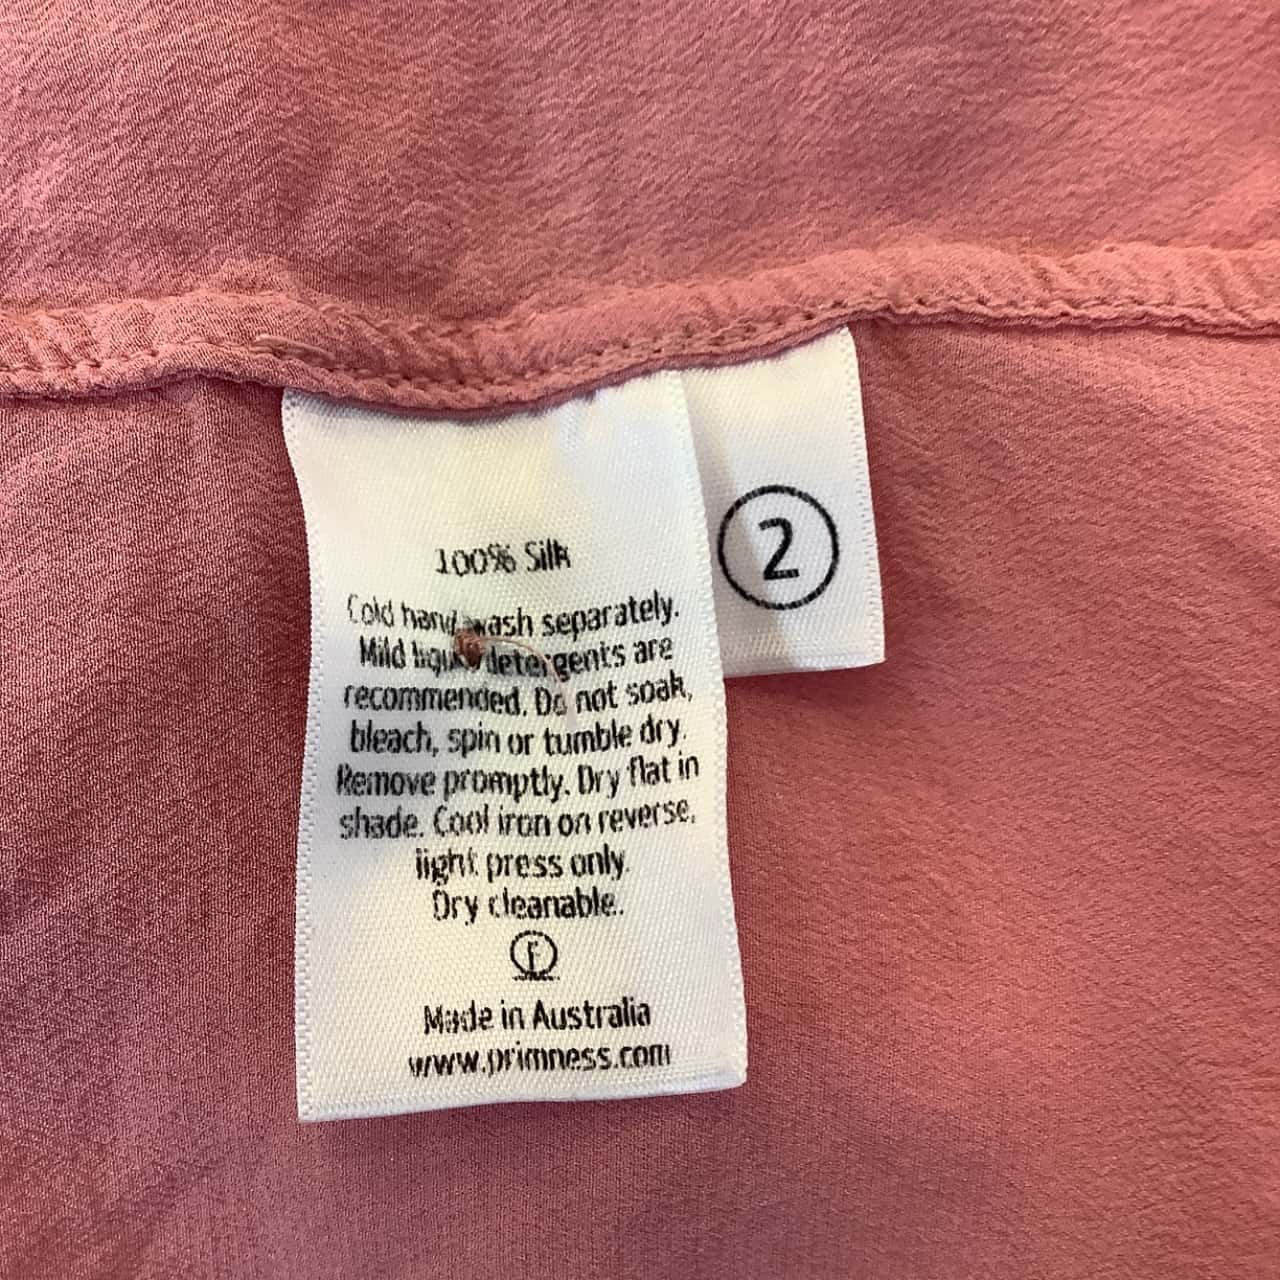 100% Silk
Cold hand wash separately.
Mild liquid detergents are
recommended. Do not soak,
bleach, spin or tumble dry.
Remove promptly. Dry flat in
shade. Cool iron on reverse,
light press only.
Dry cleanable.
F
Made in Australia
www.primness.com
2